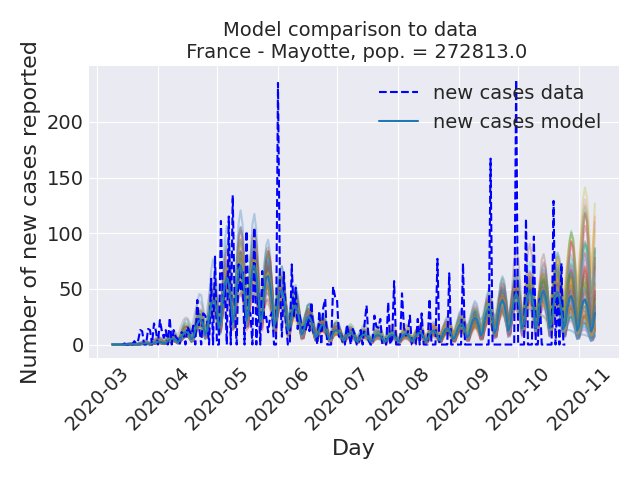 Model comparison to data
France - Mayotte, pop. = 272813.0
Number of new cases reported
200
150
100
50
0
new cases data
new cases model
2020-03
2020-04
2020-05
2020-06
2020-07
2020-08
2020-09
2020-10
2020-11
Day